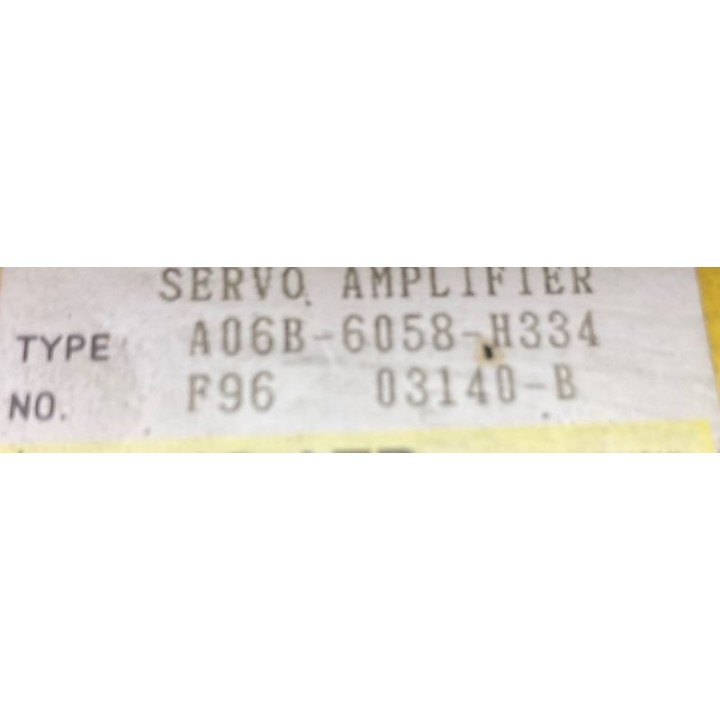 SERVO AMPLIFIER
TYPE A06B-6058-H334
NO. F96 03140-B